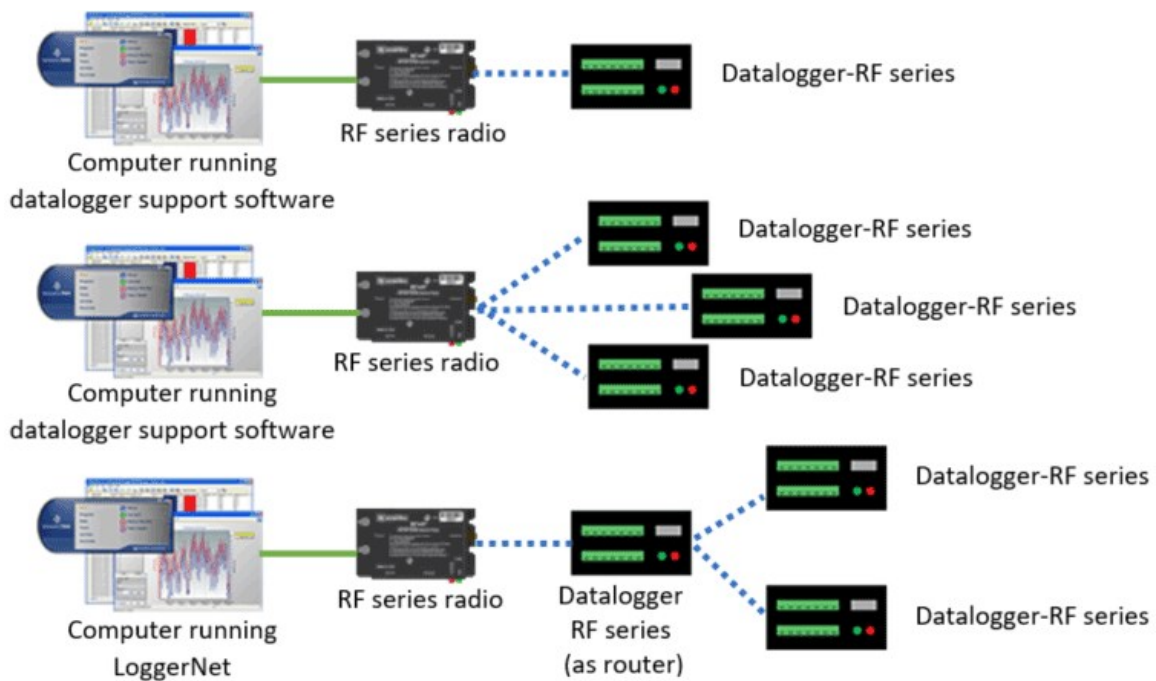 Datalogger-RF series
RF series radio
Computer running
datalogger support software
Datalogger-RF series
Datalogger-RF series
Datalogger-RF series
RF series radio
Computer running
datalogger support software
Datalogger-RF series
RF series radio
Datalogger
RF series
(as router)
Datalogger-RF series
Computer running
LoggerNet